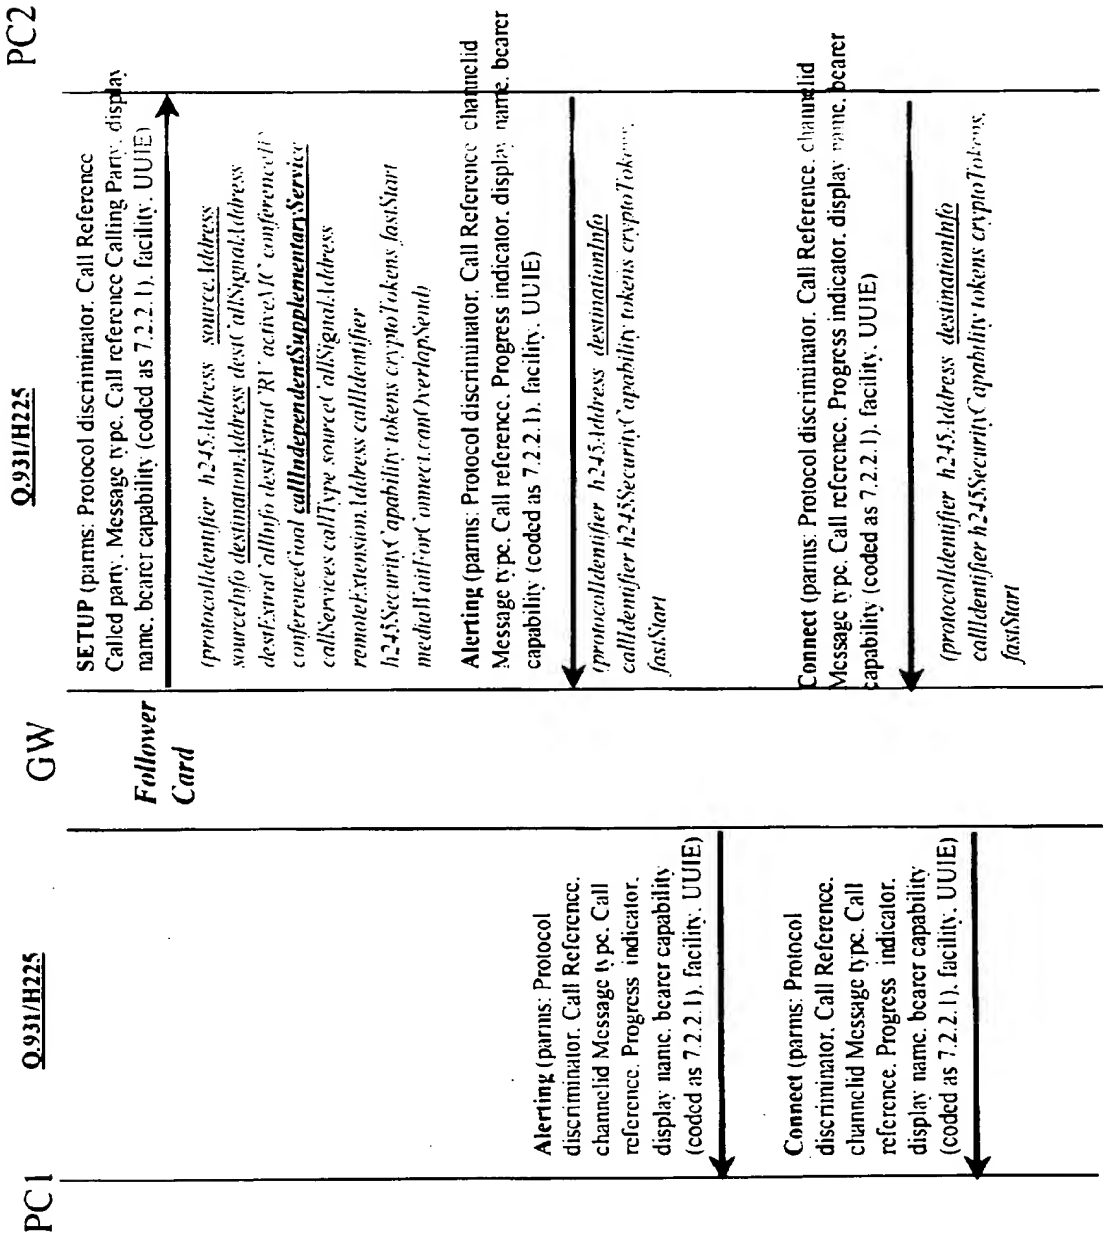 PC1
Q.931/H225
GW
Q.931/H225
PC2
Follower
Card
SETUP (parms: Protocol discriminator. Call Reference
Called party. Message type. Call reference Calling Party. display
name. bearer capability (coded as 7.2.2.1). facility. UUIE)
(protocolIdentifier h245Address sourceAddress
sourceInfo destinationAddress destCallSignalAddress
destExtraCallInfo destExtraCRV activeMC conferenceID
conferenceGoal callIndependentSupplementaryService
callServices callType sourceCallSignalAddress
remoteExtensionAddress callIdentifier
h245SecurityCapability tokens cryptoTokens fastStart
mediaWaitForConnect canOverlapSend)
Alerting (parms: Protocol discriminator. Call Reference channelid
Message type. Call reference. Progress indicator. display name. bearer
capability (coded as 7.2.2.1). facility. UUIE)
(protocolIdentifier h245Address destinationInfo
callIdentifier h245SecurityCapability tokens cryptoTokens.
fastStart
Connect (parms: Protocol discriminator. Call Reference. channelid
Message type. Call reference. Progress indicator. display name. bearer
capability (coded as 7.2.2.1). facility. UUIE)
(protocolIdentifier h245Address destinationInfo
callIdentifier h245SecurityCapability tokens cryptoTokens,
fastStart
Alerting (parms: Protocol
discriminator. Call Reference.
channelid Message type. Call
reference. Progress indicator.
display name. bearer capability
(coded as 7.2.2.1). facility. UUIE)
Connect (parms: Protocol
discriminator. Call Reference.
channelid Message type. Call
reference. Progress indicator.
display name. bearer capability
(coded as 7.2.2.1). facility. UUIE)